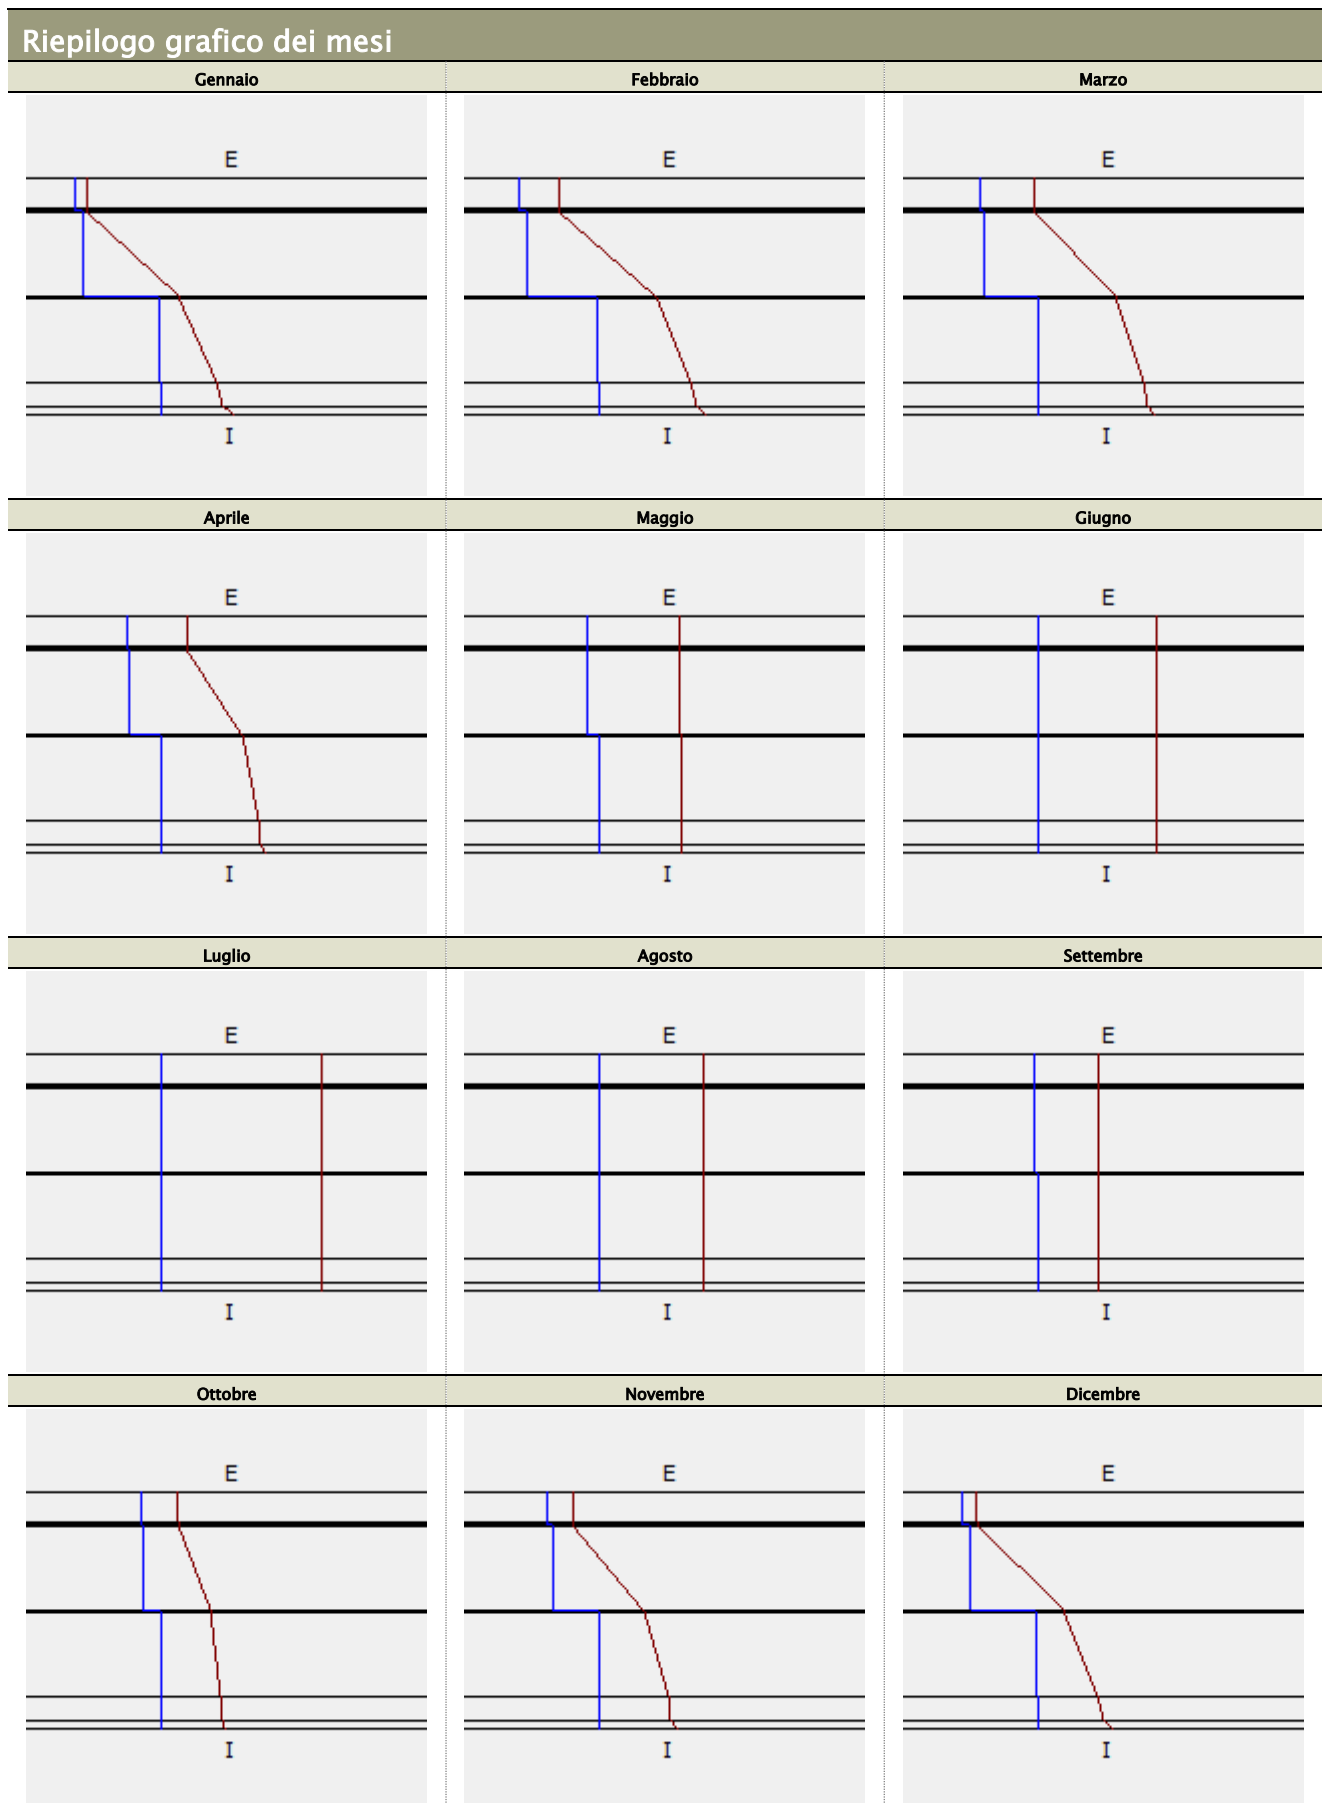 Riepilogo grafico dei mesi
Gennaio Febbraio Marzo
E E E
I I I
Aprile Maggio Giugno
E E E
I I I
Luglio Agosto Settembre
E E E
I I I
Ottobre Novembre Dicembre
E E E
I I I